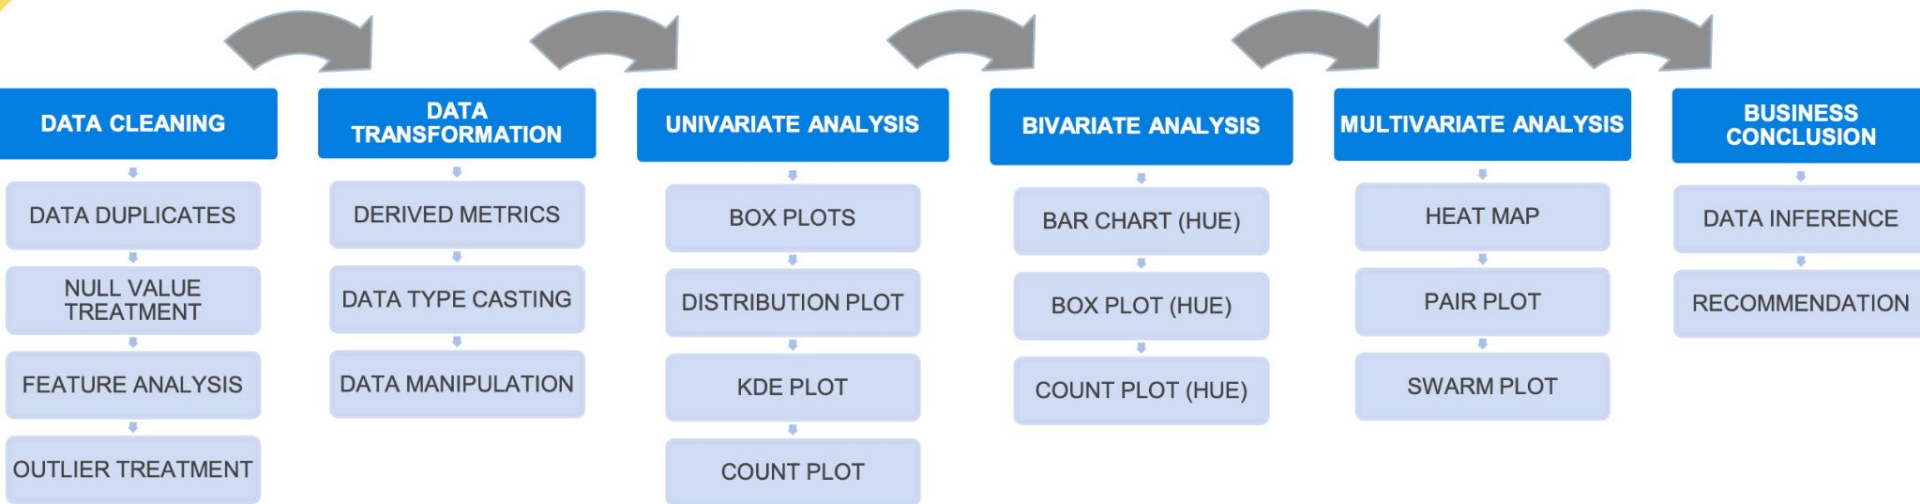 DATA CLEANING
DATA DUPLICATES
NULL VALUE
TREATMENT
FEATURE ANALYSIS
OUTLIER TREATMENT
DATA
TRANSFORMATION
DERIVED METRICS
DATA TYPE CASTING
DATA MANIPULATION
UNIVARIATE ANALYSIS
BOX PLOTS
DISTRIBUTION PLOT
KDE PLOT
COUNT PLOT
BIVARIATE ANALYSIS
BAR CHART (HUE)
BOX PLOT (HUE)
COUNT PLOT (HUE)
MULTIVARIATE ANALYSIS
HEAT MAP
PAIR PLOT
SWARM PLOT
BUSINESS
CONCLUSION
DATA INFERENCE
RECOMMENDATION